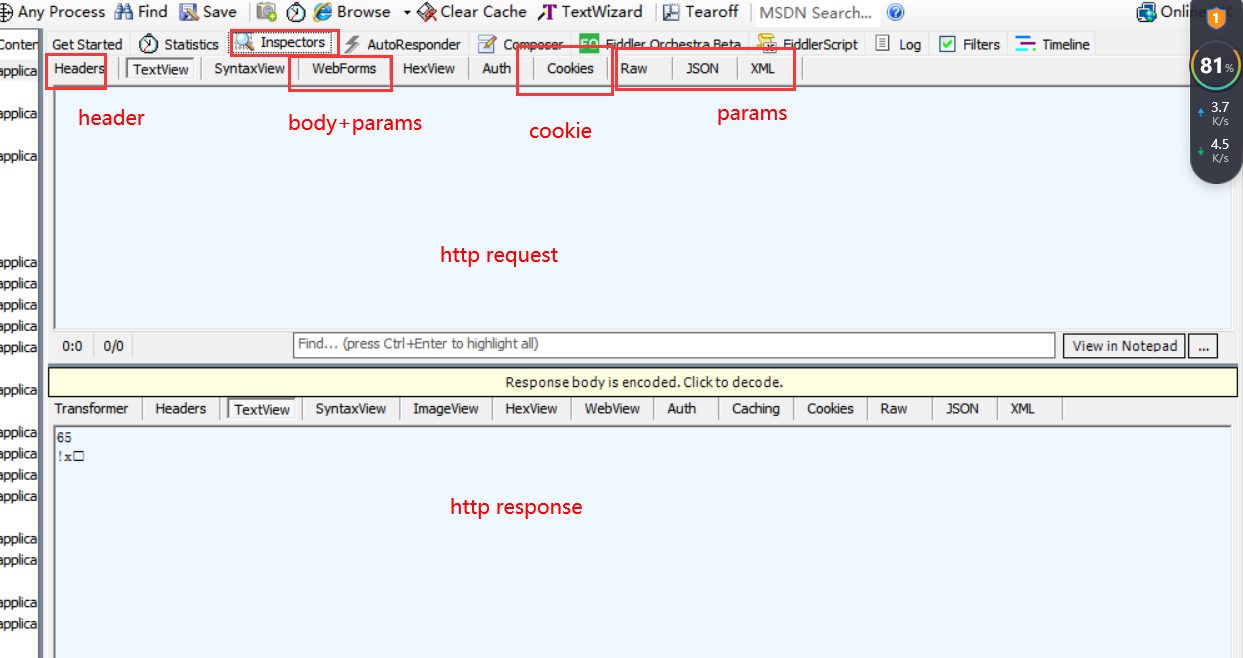 Any Process Find Save Browse Clear Cache TextWizard Tearoff MSDN Search... Online
1
Conten Get Started Statistics Inspectors AutoResponder Composer FO Fiddler Orchestra Beta FiddlerScript Log Filters Timeline
applica Headers TextView SyntaxView WebForms HexView Auth Cookies Raw JSON XML
81%
header body+params cookie params
applica
3.7
K/s
4.5
K/s
applica
http request
applica
applica
applica
applica
applica 0:0 0/0 Find... (press Ctrl+Enter to highlight all) View in Notepad ...
applica Response body is encoded. Click to decode.
Transformer Headers TextView SyntaxView ImageView HexView WebView Auth Caching Cookies Raw JSON XML
applica 65
applica !x□
applica
applica
http response
applica
applica
applica
applica